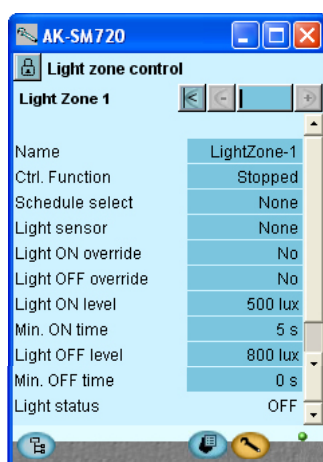 AK-SM720
Light zone control
Light Zone 1
Name LightZone-1
Ctrl. Function Stopped
Schedule select None
Light sensor None
Light ON override No
Light OFF override No
Light ON level 500 lux
Min. ON time 5 s
Light OFF level 800 lux
Min. OFF time 0 s
Light status OFF